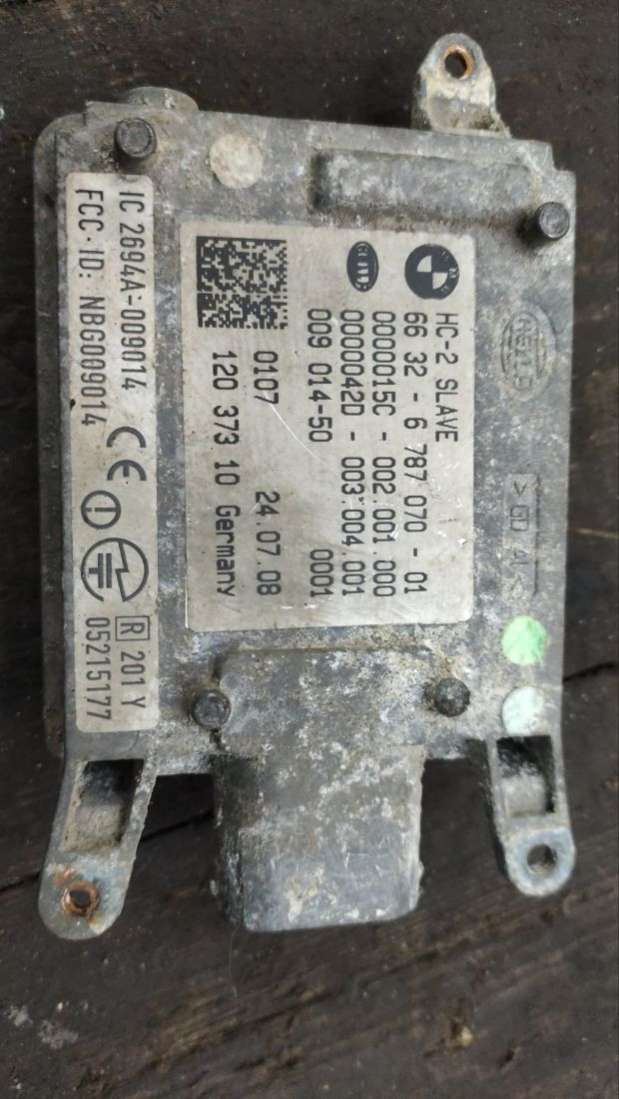 HC-2 SLAVE
66 32 - 6 787 070 - 01
0000015C - 002.001.000
0000042D - 003.004.001
009 014-50 0001
0107 24.07.08
120 373 10 Germany
IC 2694A-009014
FCC-ID: NBG009014
CE
R 201 Y
05215177
HELLA